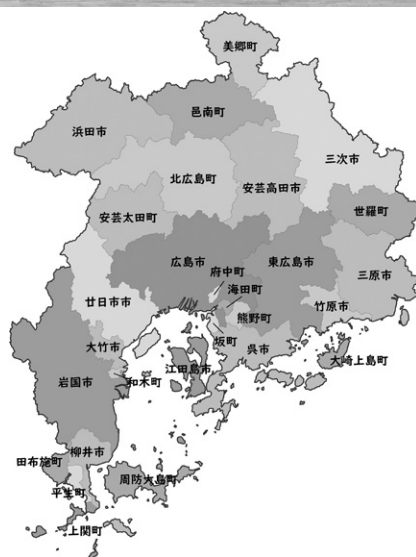 美郷町
邑南町
浜田市
三次市
北広島町
安芸高田市
安芸太田町
世羅町
広島市
東広島市
府中町
三原市
海田町
廿日市市
竹原市
熊野町
坂町
呉市
大竹市
大崎上島町
江田島市
和木町
岩国市
柳井市
田布施町
周防大島町
平生町
上関町